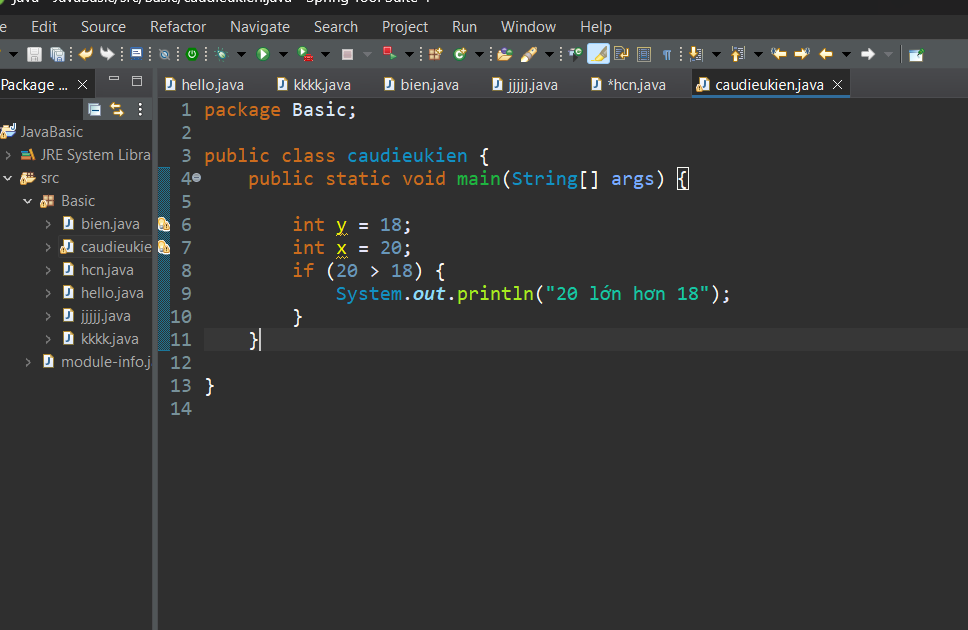 Edit Source Refactor Navigate Search Project Run Window Help
Package ...
hello.java kkkk.java bien.java jjjjj.java *hcn.java caudieukien.java
JavaBasic
JRE System Libra
src
Basic
bien.java
caudieukie
hcn.java
hello.java
jjjjj.java
kkkk.java
module-info.j
1 package Basic;
2
3 public class caudieukien {
4 public static void main(String[] args) {
5
6 int y = 18;
7 int x = 20;
8 if (20 > 18) {
9 System.out.println("20 lớn hơn 18");
10 }
11 }
12
13 }
14